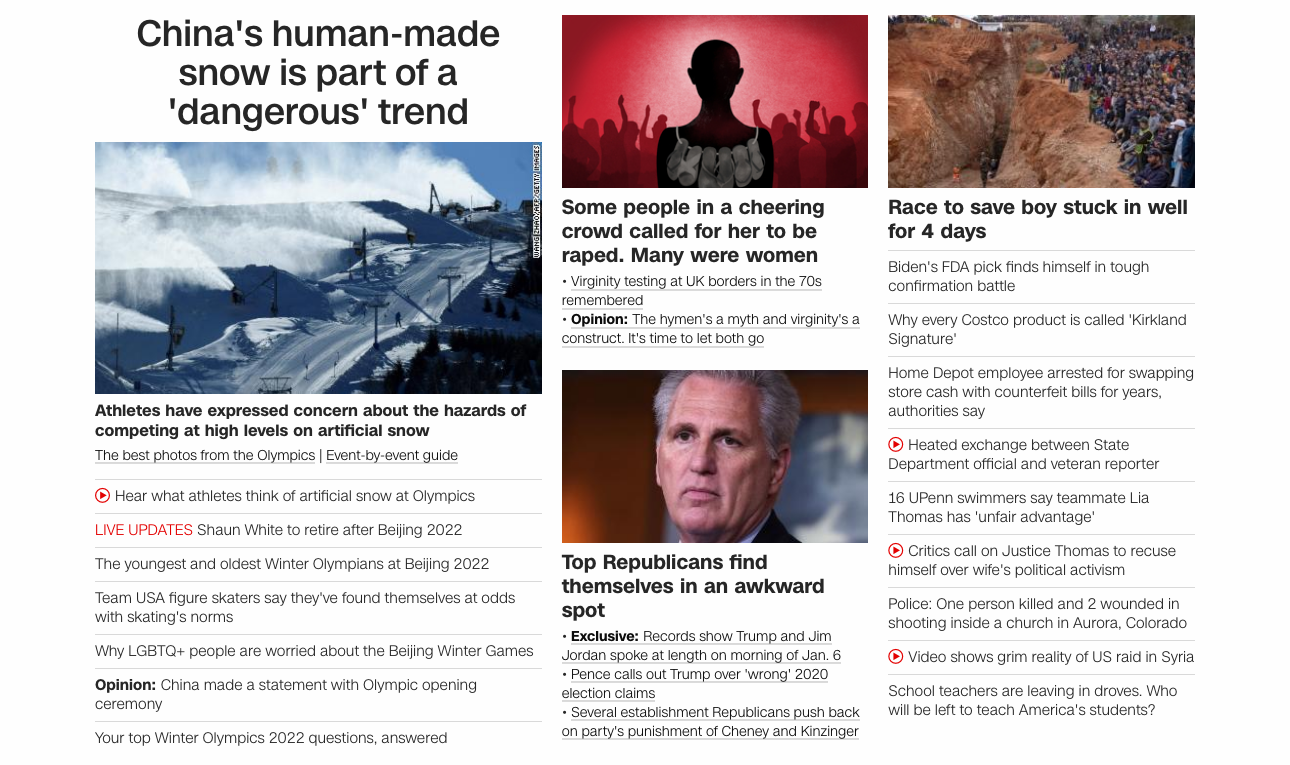 China's human-made
snow is part of a
'dangerous' trend
WANG ZHAO/AFP/GETTY IMAGES
Athletes have expressed concern about the hazards of
competing at high levels on artificial snow
The best photos from the Olympics | Event-by-event guide
Hear what athletes think of artificial snow at Olympics
LIVE UPDATES Shaun White to retire after Beijing 2022
The youngest and oldest Winter Olympians at Beijing 2022
Team USA figure skaters say they've found themselves at odds
with skating's norms
Why LGBTQ+ people are worried about the Beijing Winter Games
Opinion: China made a statement with Olympic opening
ceremony
Your top Winter Olympics 2022 questions, answered
Some people in a cheering
crowd called for her to be
raped. Many were women
• Virginity testing at UK borders in the 70s
remembered
• Opinion: The hymen's a myth and virginity's a
construct. It's time to let both go
Top Republicans find
themselves in an awkward
spot
• Exclusive: Records show Trump and Jim
Jordan spoke at length on morning of Jan. 6
• Pence calls out Trump over 'wrong' 2020
election claims
• Several establishment Republicans push back
on party's punishment of Cheney and Kinzinger
Race to save boy stuck in well
for 4 days
Biden's FDA pick finds himself in tough
confirmation battle
Why every Costco product is called 'Kirkland
Signature'
Home Depot employee arrested for swapping
store cash with counterfeit bills for years,
authorities say
Heated exchange between State
Department official and veteran reporter
16 UPenn swimmers say teammate Lia
Thomas has 'unfair advantage'
Critics call on Justice Thomas to recuse
himself over wife's political activism
Police: One person killed and 2 wounded in
shooting inside a church in Aurora, Colorado
Video shows grim reality of US raid in Syria
School teachers are leaving in droves. Who
will be left to teach America's students?